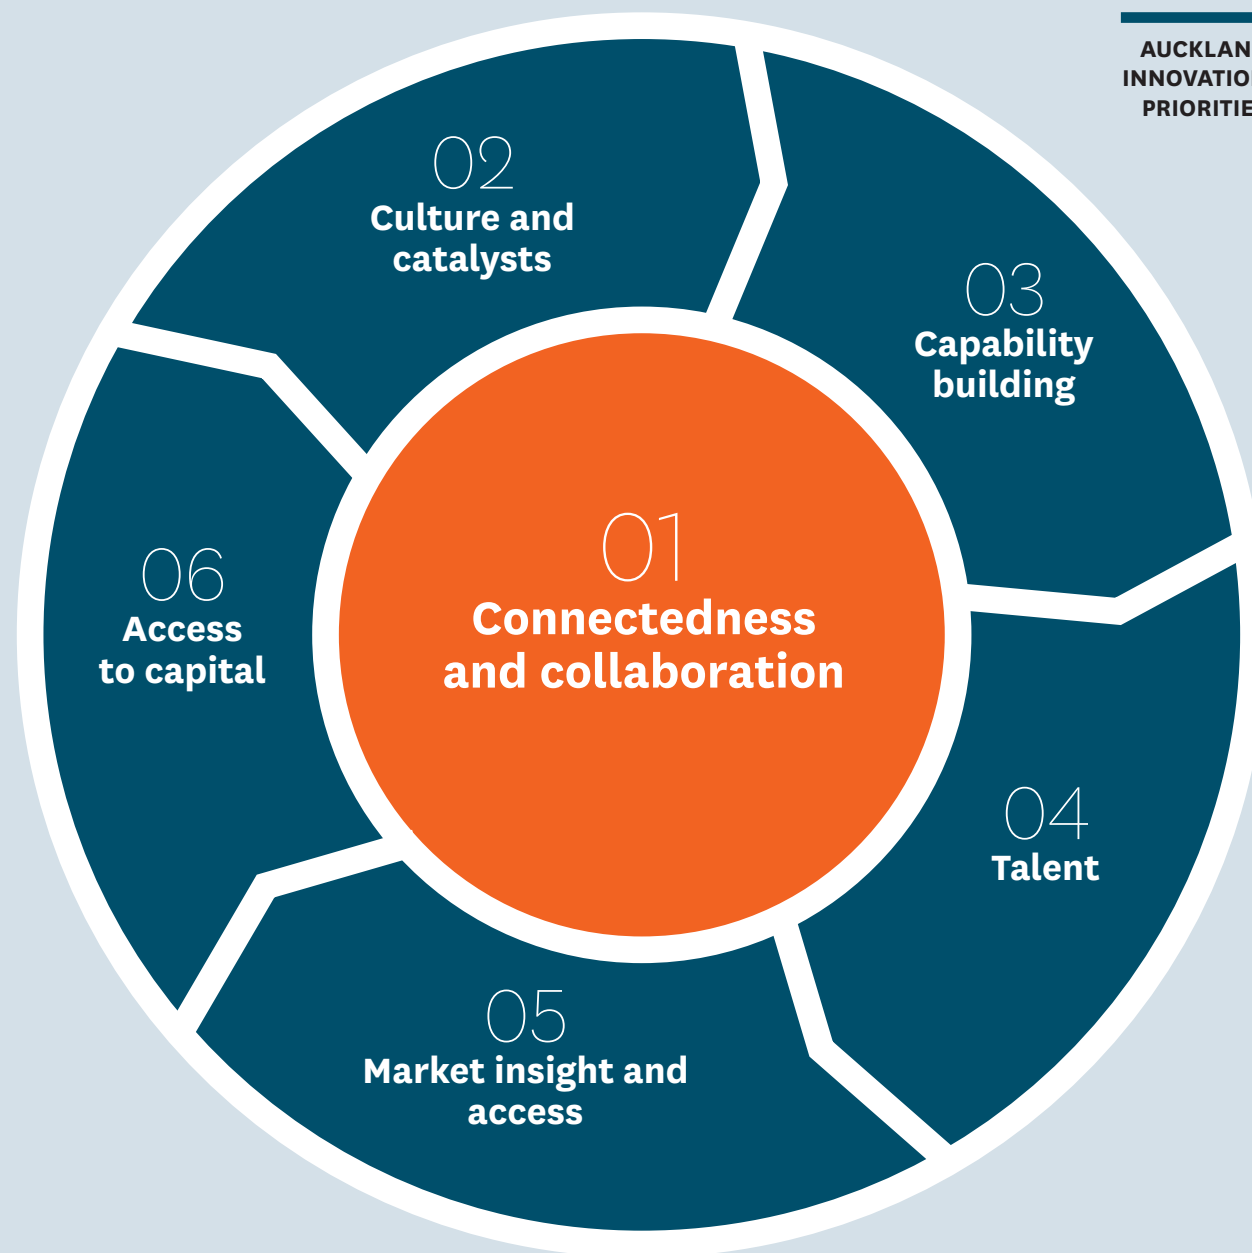 AUCKLAN
INNOVATION
PRIORITIE
02
Culture and
catalysts
03
Capability
building
01
Connectedness
and collaboration
06
Access
to capital
04
Talent
05
Market insight and
access